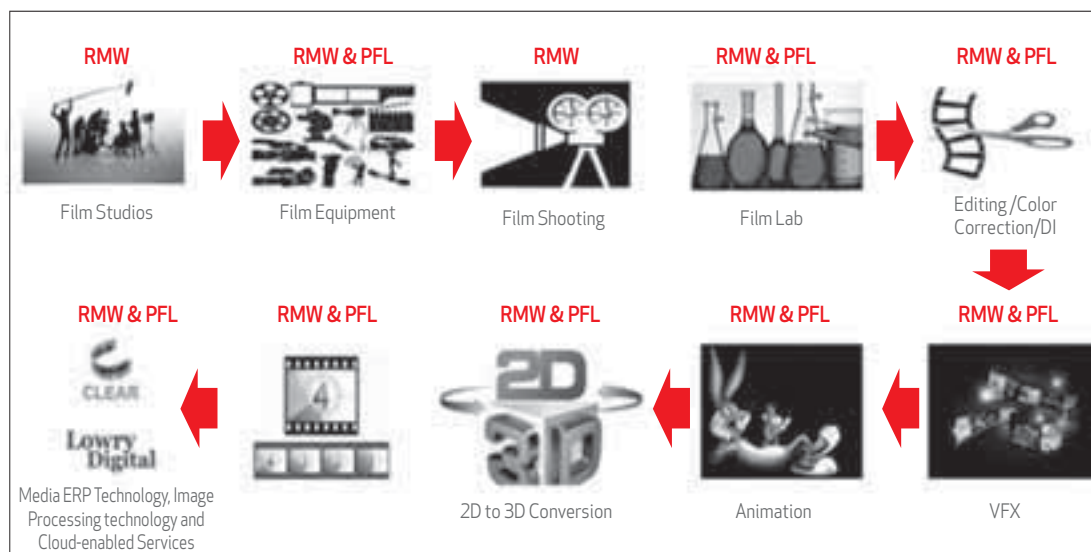 RMW
RMW & PFL
RMW
RMW & PFL
RMW & PFL
Film Studios
Film Equipment
Film Shooting
Film Lab
Editing /Color
Correction/DI
RMW & PFL
RMW & PFL
RMW & PFL
RMW & PFL
RMW & PFL
CLEAR
Lowry
Digital
4
2D
3D
Media ERP Technology, Image
Processing technology and
Cloud-enabled Services
2D to 3D Conversion
Animation
VFX